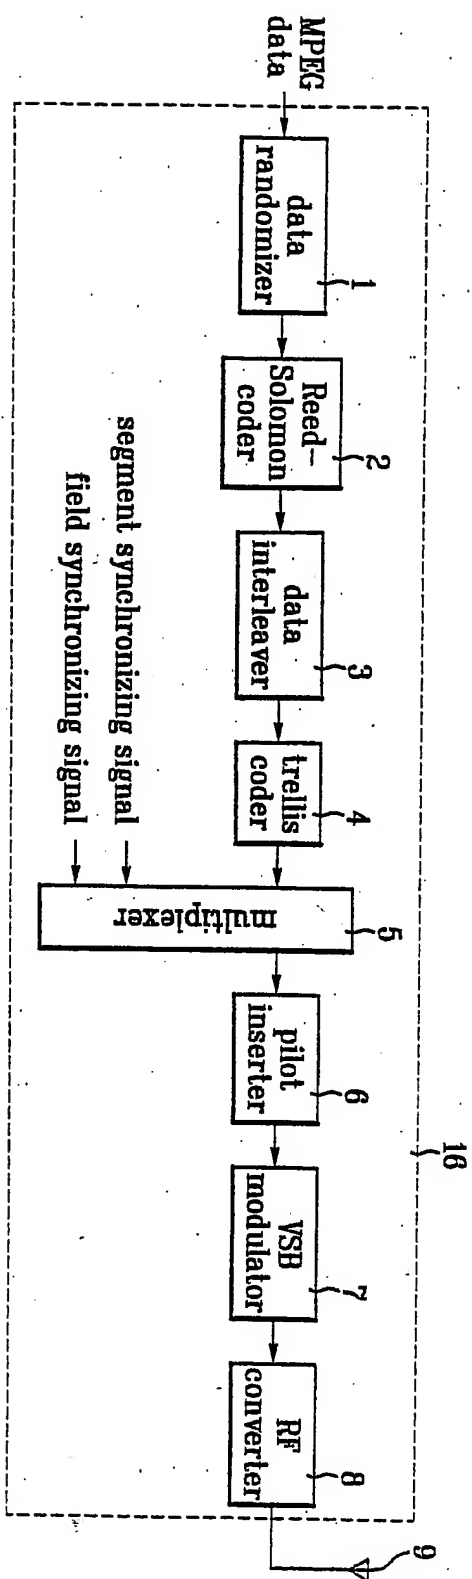 MPEG
data
data
randomizer
1
Reed-
Solomon
coder
2
data
interleaver
3
trellis
coder
4
segment synchronizing signal
field synchronizing signal
multiplexer
5
pilot
inserter
6
VSB
modulator
7
RF
converter
8
9
16